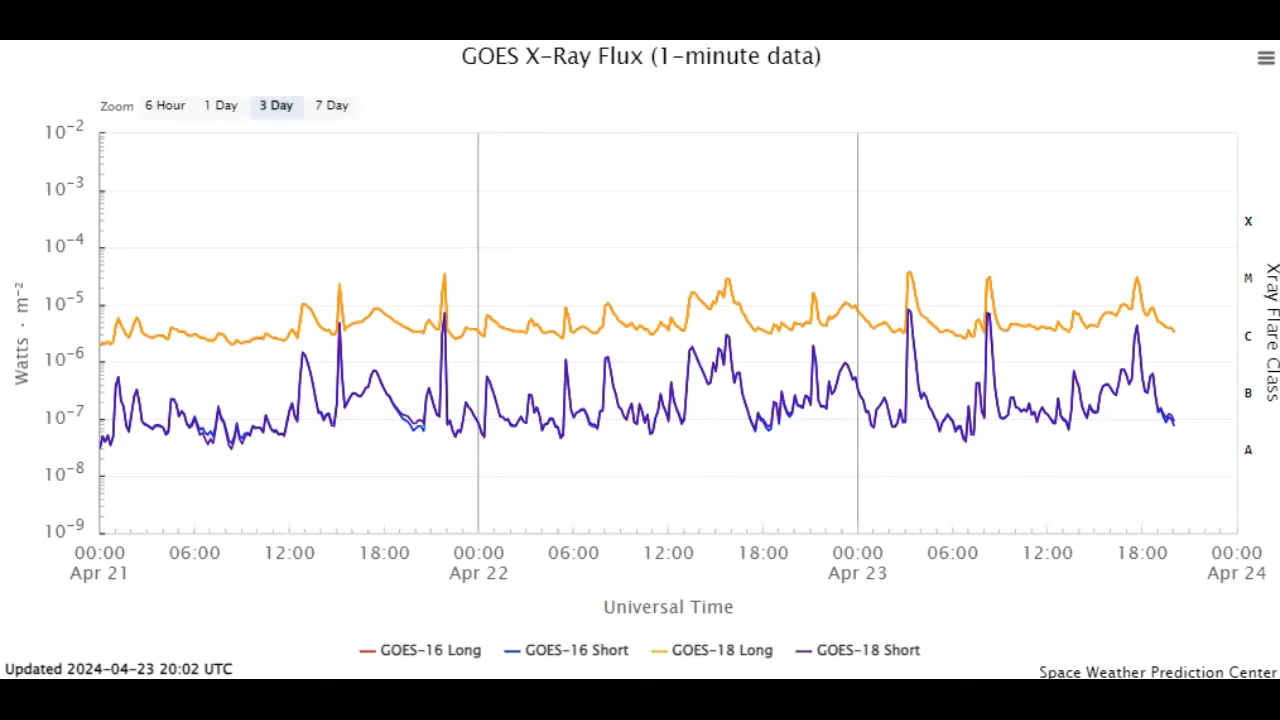 GOES X-Ray Flux (1-minute data)
Zoom 6 Hour 1 Day 3 Day 7 Day
10⁻²
10⁻³
10⁻⁴
10⁻⁵
10⁻⁶
10⁻⁷
10⁻⁸
10⁻⁹
Watts · m⁻²
X
M
C
B
A
Xray Flare Class
00:00 06:00 12:00 18:00 00:00 06:00 12:00 18:00 00:00 06:00 12:00 18:00 00:00
Apr 21 Apr 22 Apr 23 Apr 24
Universal Time
GOES-16 Long GOES-16 Short GOES-18 Long GOES-18 Short
Updated 2024-04-23 20:02 UTC
Space Weather Prediction Center